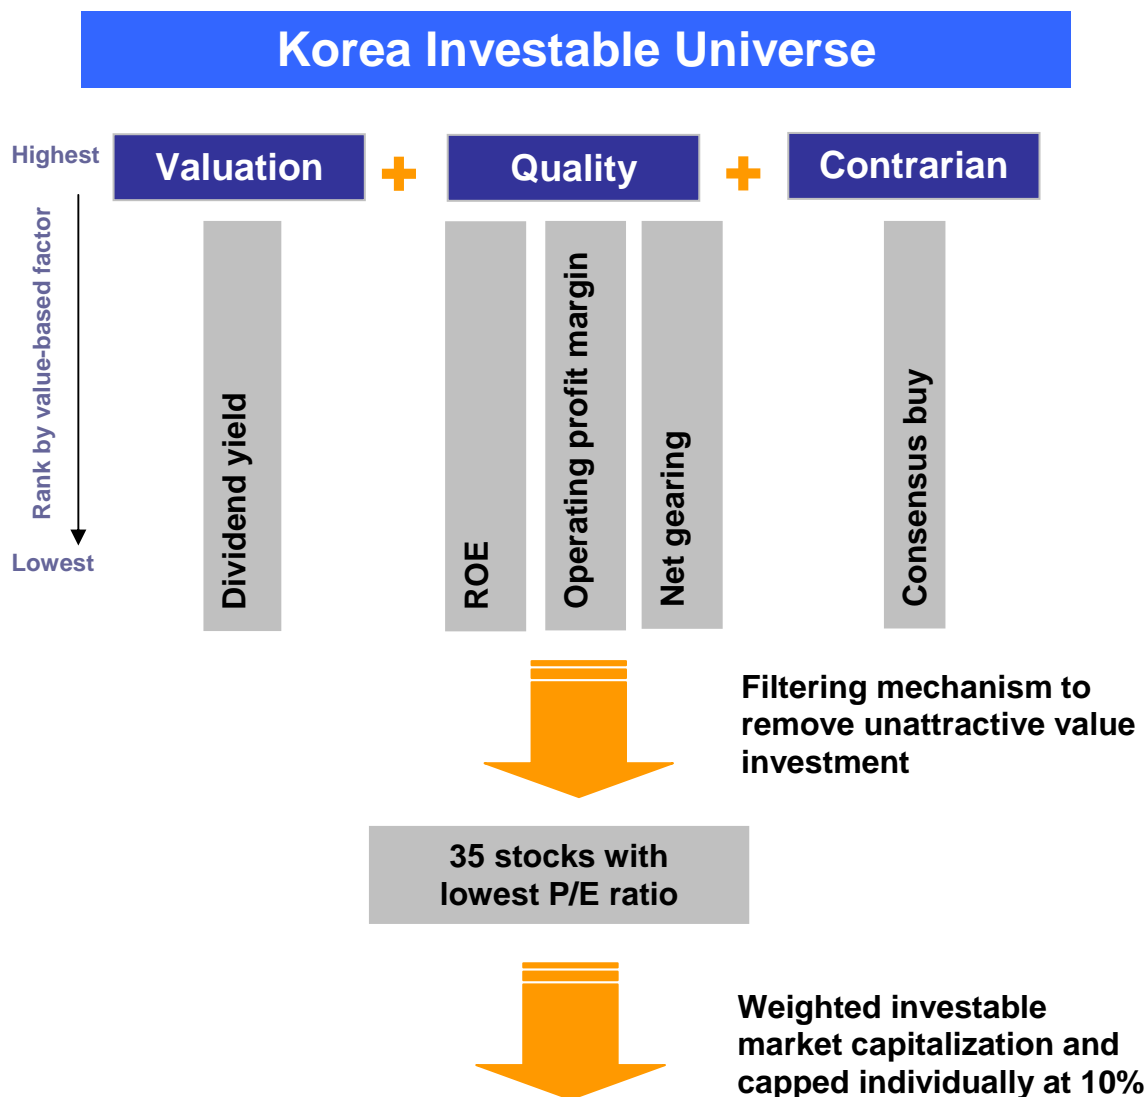 Korea Investable Universe
Highest
Valuation
Quality
Contrarian
Rank by value-based factor
Lowest
Dividend yield
ROE
Operating profit margin
Net gearing
Consensus buy
Filtering mechanism to
remove unattractive value
investment
35 stocks with
lowest P/E ratio
Weighted investable
market capitalization and
capped individually at 10%